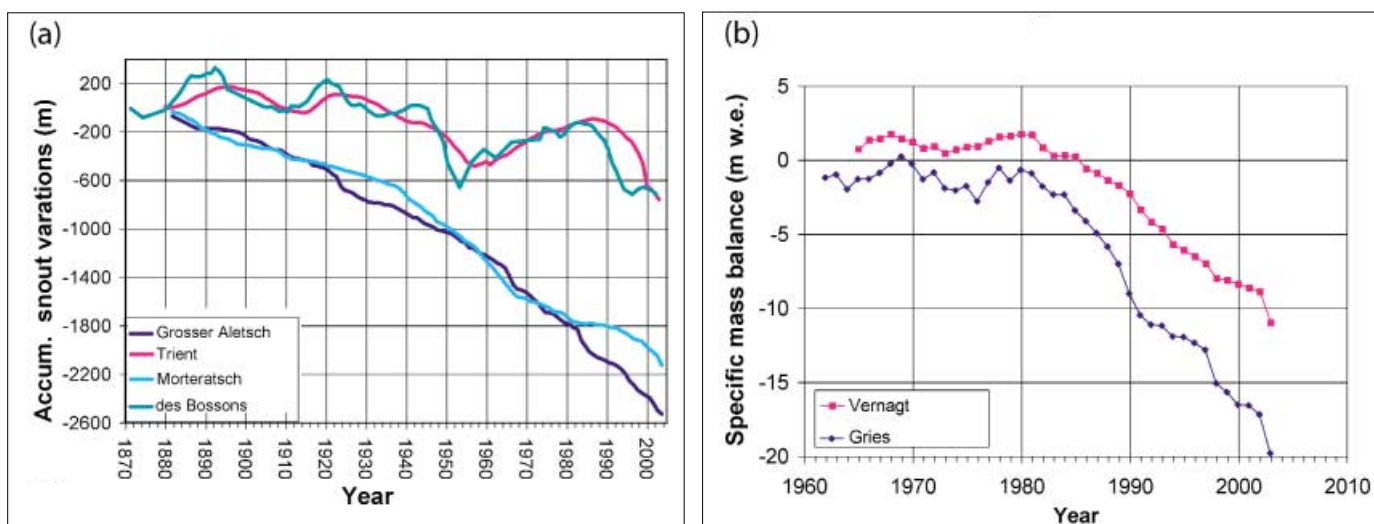 (a)
Accum. snout varations (m)
200
-200
-600
-1000
-1400
-1800
-2200
-2600
Grosser Aletsch
Trient
Morteratsch
des Bossons
1870
1880
1890
1900
1910
1920
1930
1940
1950
1960
1970
1980
1990
2000
Year
(b)
Specific mass balance (m w.e.)
5
0
-5
-10
-15
-20
Vernagt
Gries
1960
1970
1980
1990
2000
2010
Year